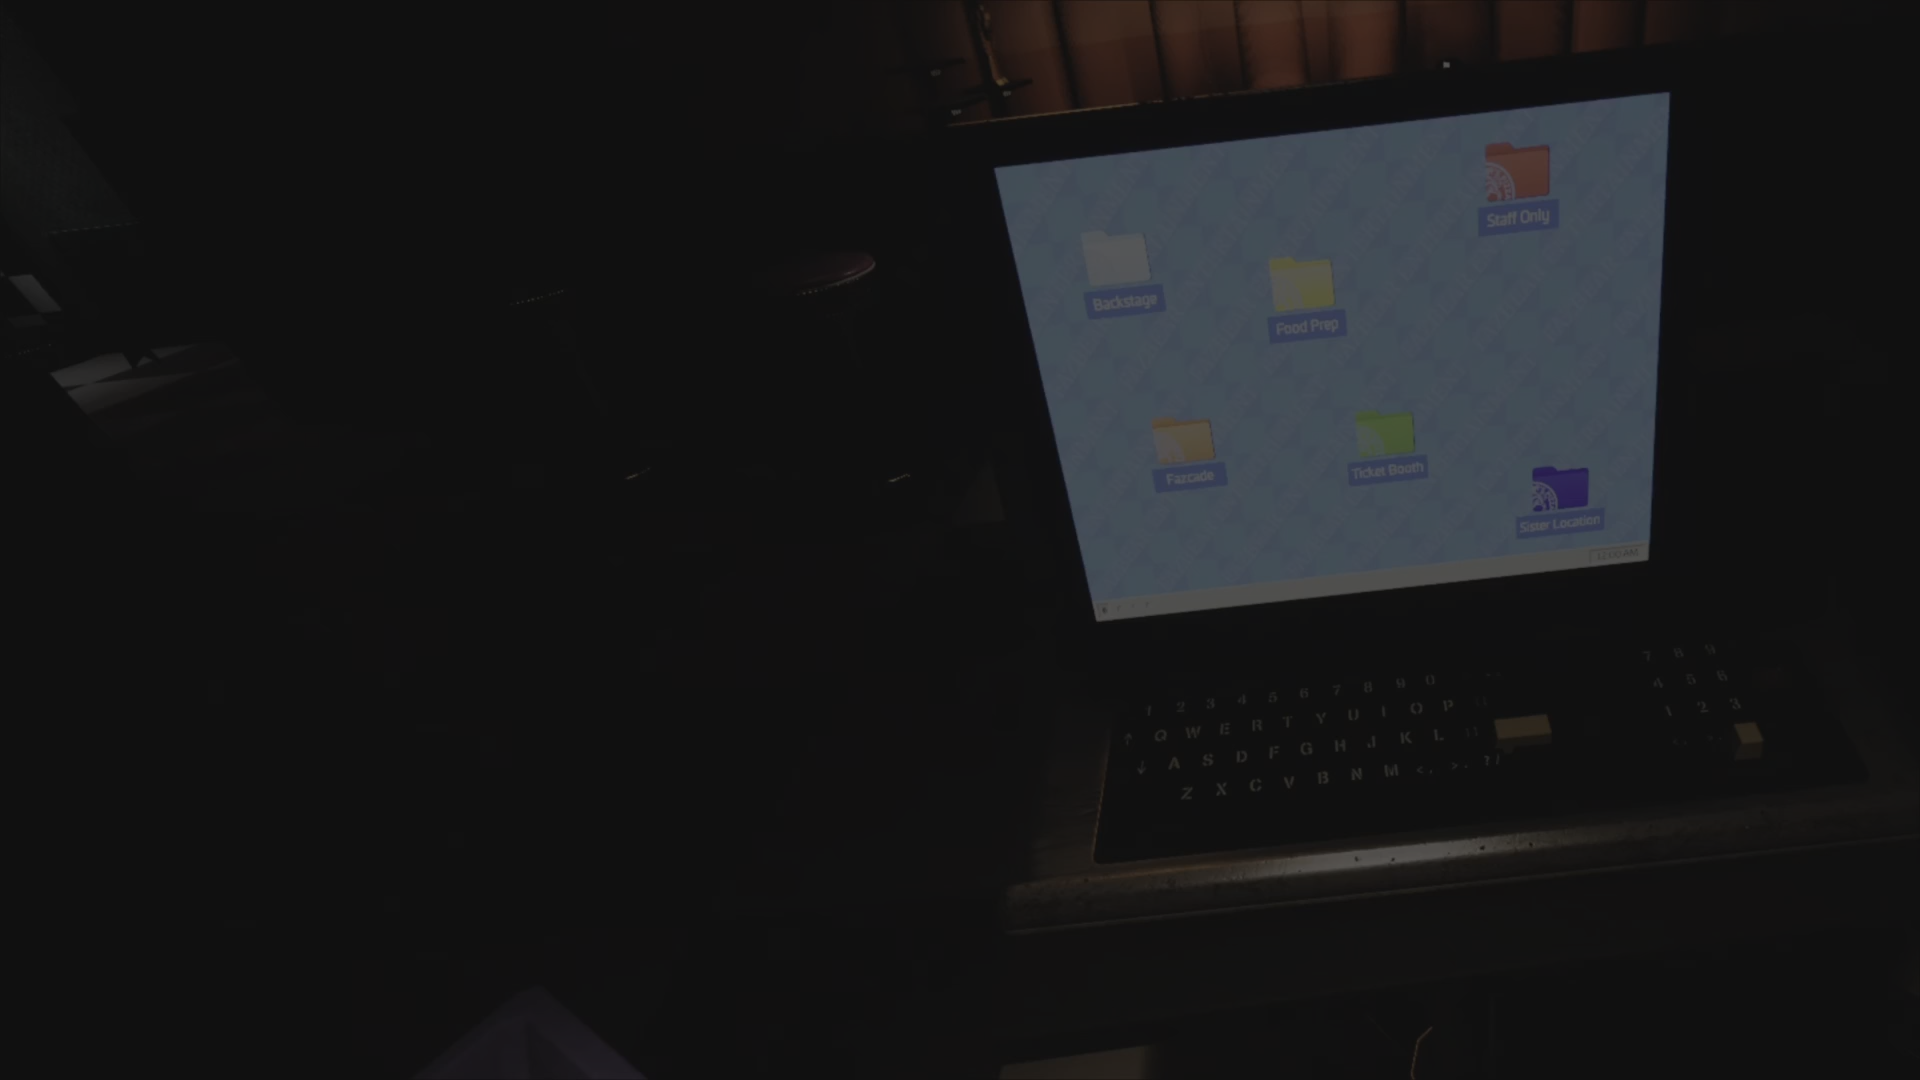 Staff Only
Backstage
Food Prep
Fazcade
Ticket Booth
Sister Location
1 2 3 4 5 6 7 8 9 0
Q W E R T Y U I O P
A S D F G H J K L
Z X C V B N M < , > . ? /
7 8 9
4 5 6
1 2 3